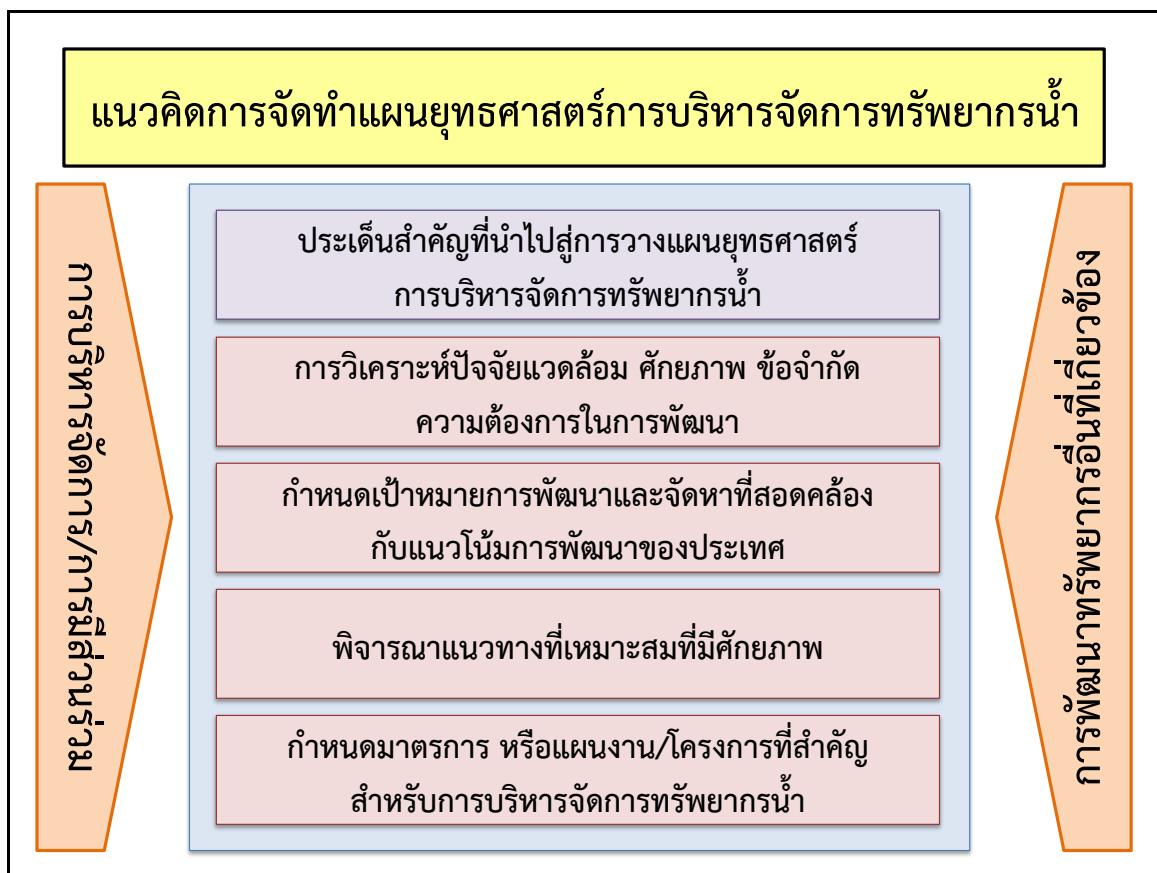 แนวคิดการจัดทำแผนยุทธศาสตร์การบริหารจัดการทรัพยากรน้ำ
การบริหารจัดการ/การมีส่วนร่วม
ประเด็นสำคัญที่นำไปสู่การวางแผนยุทธศาสตร์
การบริหารจัดการทรัพยากรน้ำ
การวิเคราะห์ปัจจัยแวดล้อม ศักยภาพ ข้อจำกัด
ความต้องการในการพัฒนา
กำหนดเป้าหมายการพัฒนาและจัดหาที่สอดคล้อง
กับแนวโน้มการพัฒนาของประเทศ
พิจารณาแนวทางที่เหมาะสมที่มีศักยภาพ
กำหนดมาตรการ หรือแผนงาน/โครงการที่สำคัญ
สำหรับการบริหารจัดการทรัพยากรน้ำ
การพัฒนาทรัพยากรอื่นที่เกี่ยวข้อง